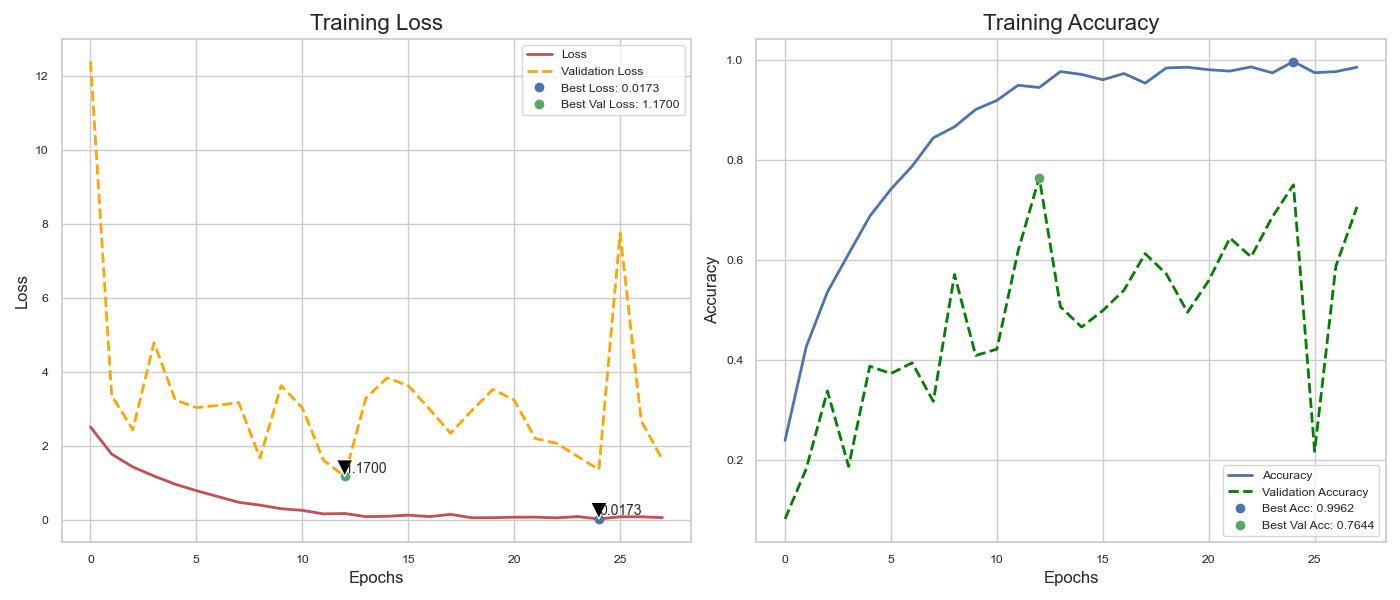 Training Loss
Loss
Validation Loss
Best Loss: 0.0173
Best Val Loss: 1.1700
12
10
8
6
4
2
0
Loss
.1700
0.0173
0
5
10
15
20
25
Epochs
Training Accuracy
1.0
0.8
0.6
0.4
0.2
Accuracy
Accuracy
Validation Accuracy
Best Acc: 0.9962
Best Val Acc: 0.7644
0
5
10
15
20
25
Epochs